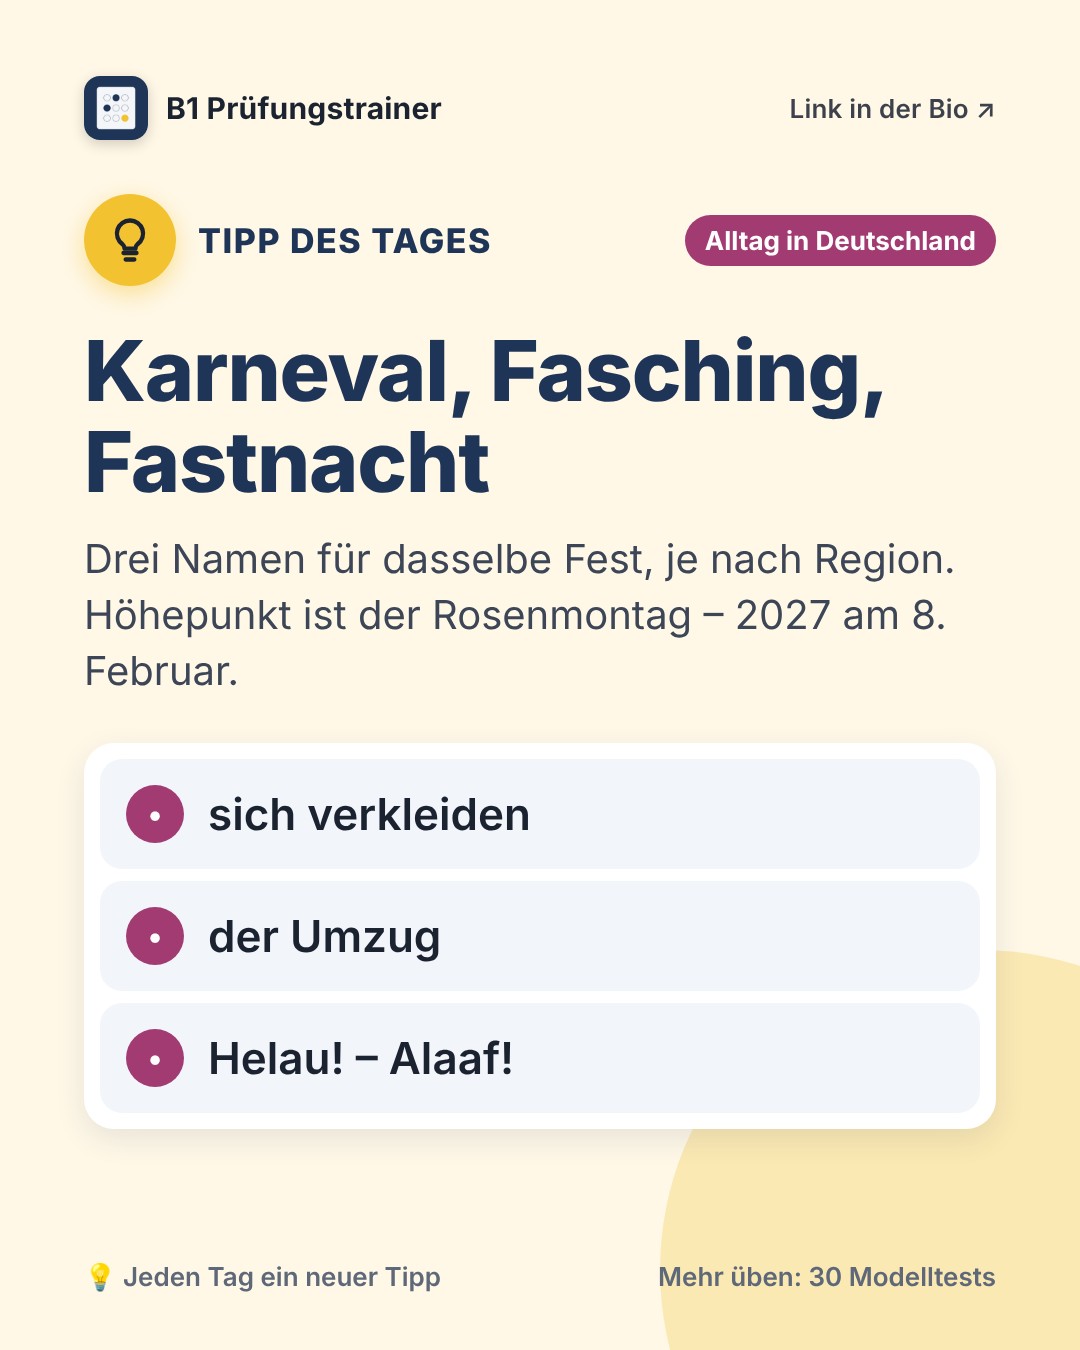 B1 Prüfungstrainer
Link in der Bio ↗
TIPP DES TAGES
Alltag in Deutschland
Karneval, Fasching,
Fastnacht
Drei Namen für dasselbe Fest, je nach Region.
Höhepunkt ist der Rosenmontag – 2027 am 8.
Februar.
• sich verkleiden
• der Umzug
• Helau! – Alaaf!
💡 Jeden Tag ein neuer Tipp
Mehr üben: 30 Modelltests